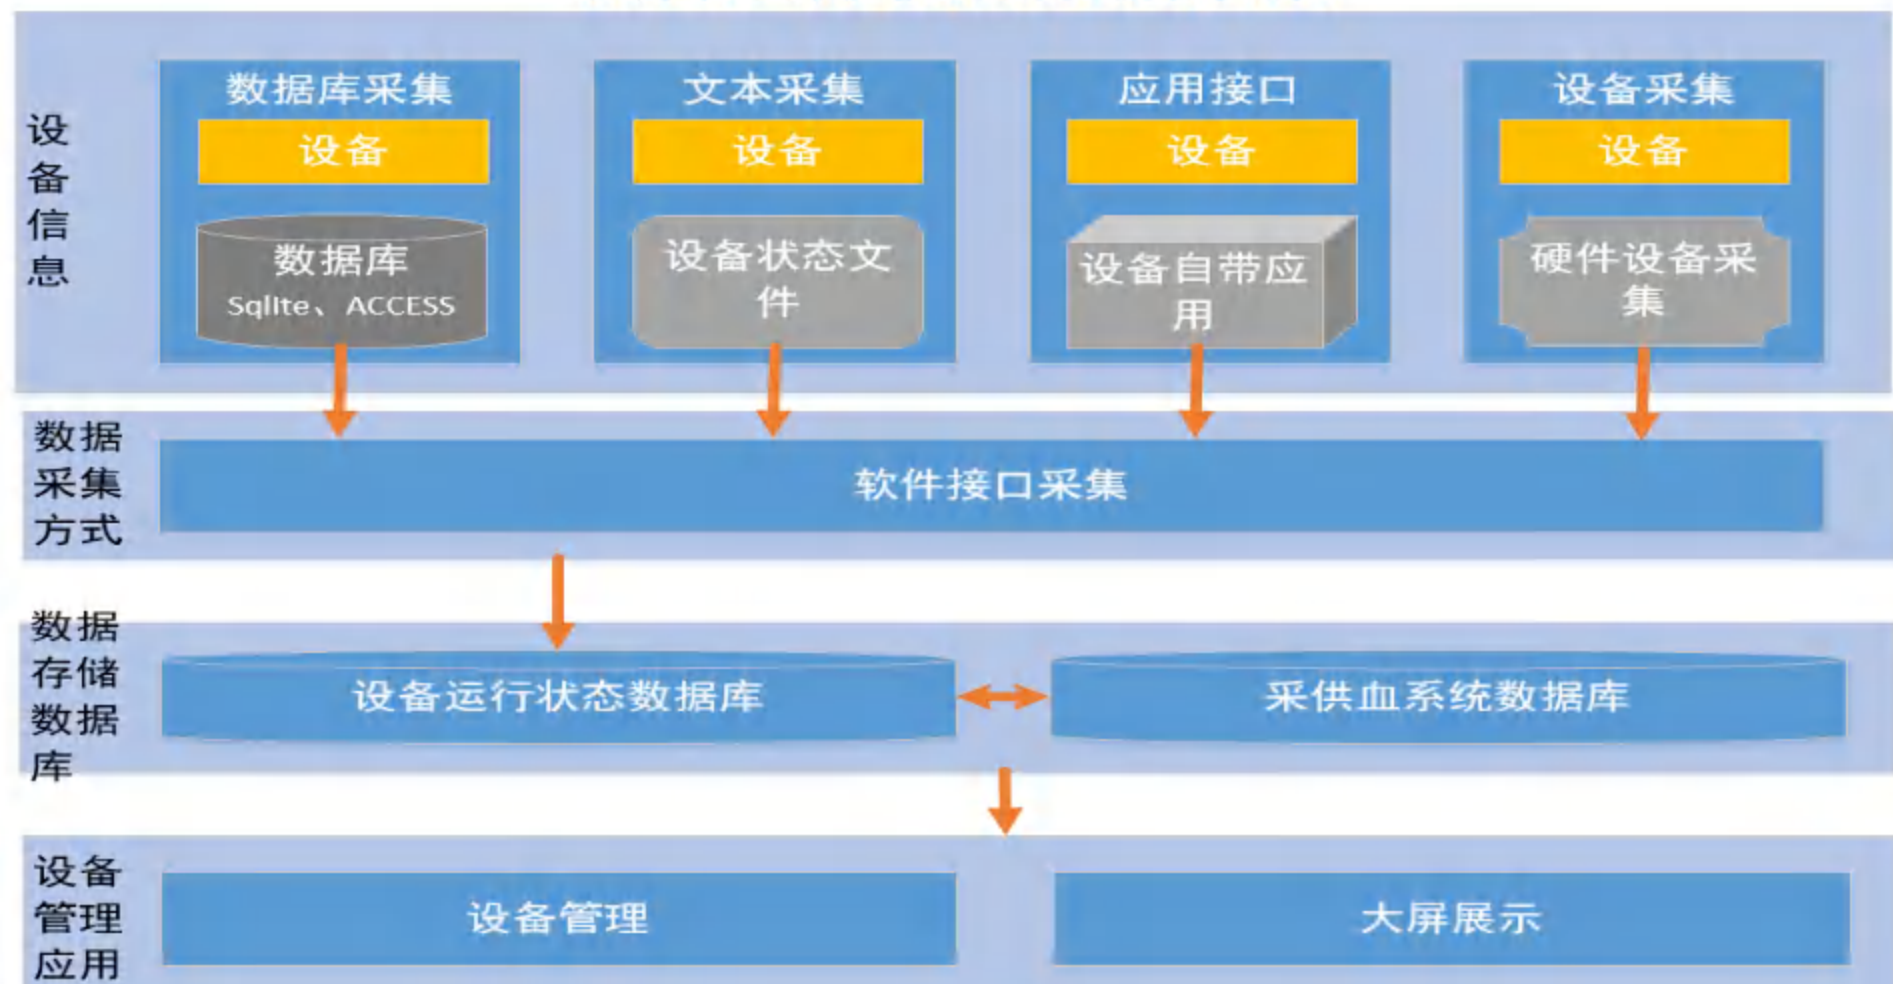 设
备
信
息
数据库采集
设备
数据库
SqlIte、ACCESS
文本采集
设备
设备状态文
件
应用接口
设备
设备自带应
用
设备采集
设备
硬件设备采
集
数据
采集
方式
软件接口采集
数据
存储
数据
库
设备运行状态数据库
采供血系统数据库
设备
管理
应用
设备管理
大屏展示